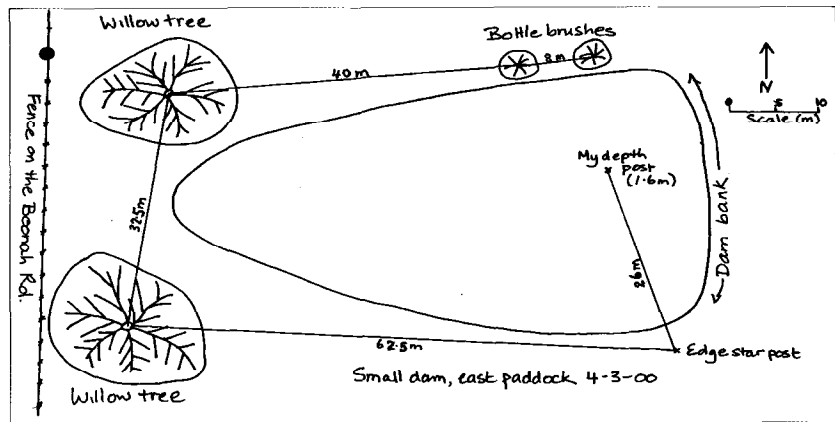 Willow tree
Bottle brushes
40m
8m
N
0 5 10
Scale (m)
Fence on the Boonah Rd.
32.5m
My depth
post
(1.6m)
Dam bank
26m
62.5m
Edge star post
Small dam, east paddock 4-3-00
Willow tree